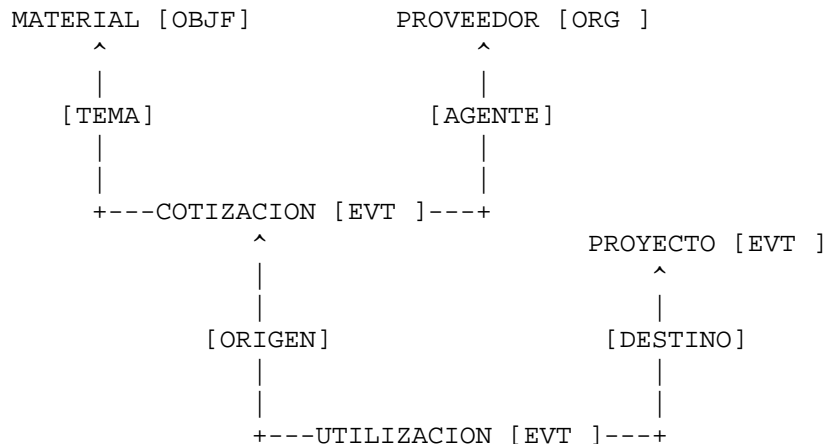 MATERIAL [OBJF] PROVEEDOR [ORG ]
[TEMA] [AGENTE]
+---COTIZACION [EVT ]---+
PROYECTO [EVT ]
[ORIGEN] [DESTINO]
+---UTILIZACION [EVT ]---+